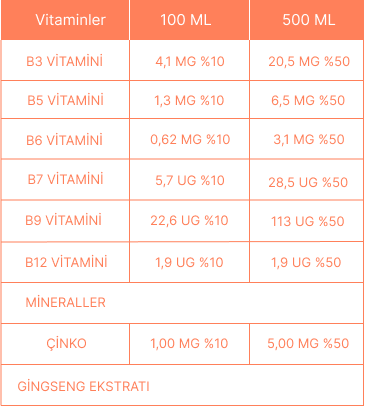 Vitaminler 100 ML 500 ML
B3 VİTAMİNİ 4,1 MG %10 20,5 MG %50
B5 VİTAMİNİ 1,3 MG %10 6,5 MG %50
B6 VİTAMİNİ 0,62 MG %10 3,1 MG %50
B7 VİTAMİNİ 5,7 UG %10 28,5 UG %50
B9 VİTAMİNİ 22,6 UG %10 113 UG %50
B12 VİTAMİNİ 1,9 UG %10 1,9 UG %50
MİNERALLER
ÇİNKO 1,00 MG %10 5,00 MG %50
GİNGSENG EKSTRATI